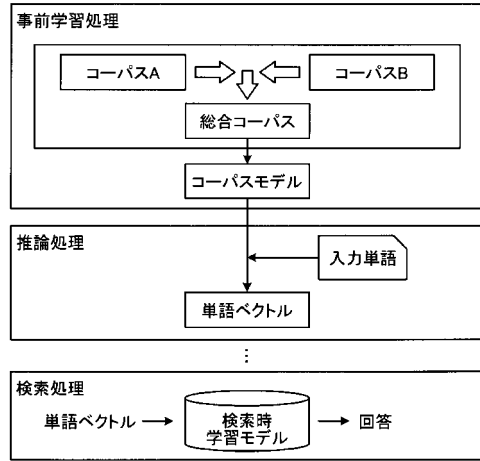 事前学習処理
コーパスA
コーパスB
総合コーパス
コーパスモデル
推論処理
入力単語
単語ベクトル
⋮
検索処理
単語ベクトル
検索時
学習モデル
回答